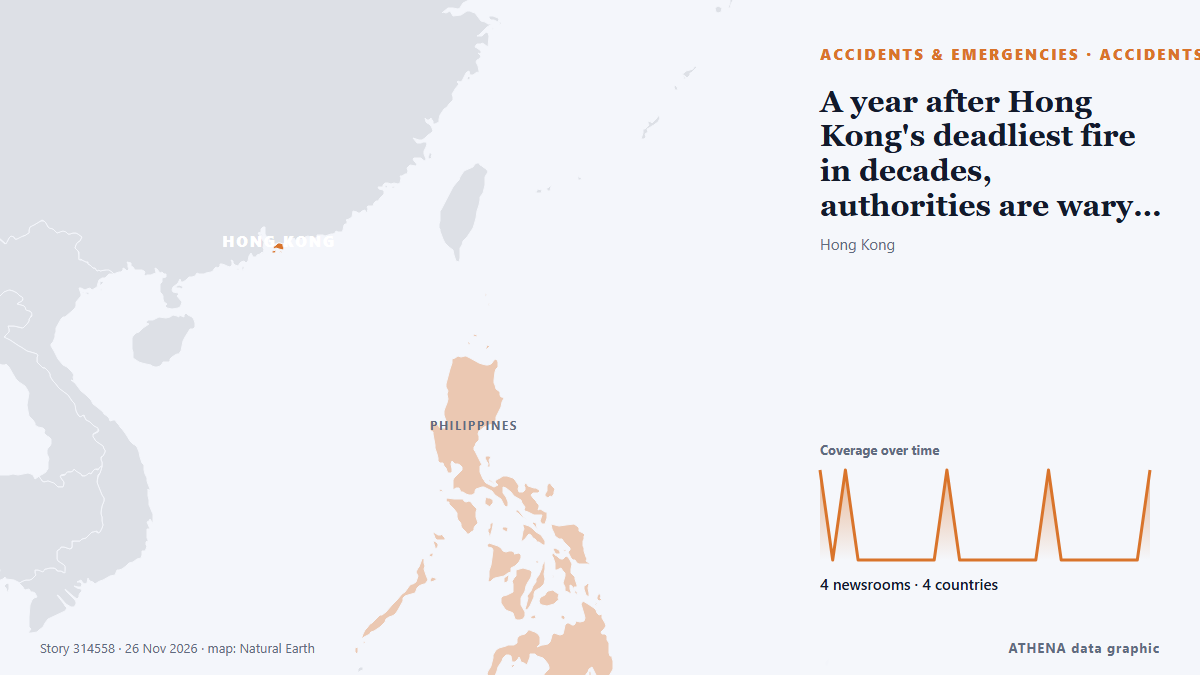 ACCIDENTS & EMERGENCIES · ACCIDENTS
A year after Hong
Kong's deadliest fire
in decades,
authorities are wary...
Hong Kong
HONG KONG
PHILIPPINES
Coverage over time
4 newsrooms · 4 countries
Story 314558 · 26 Nov 2026 · map: Natural Earth
ATHENA data graphic